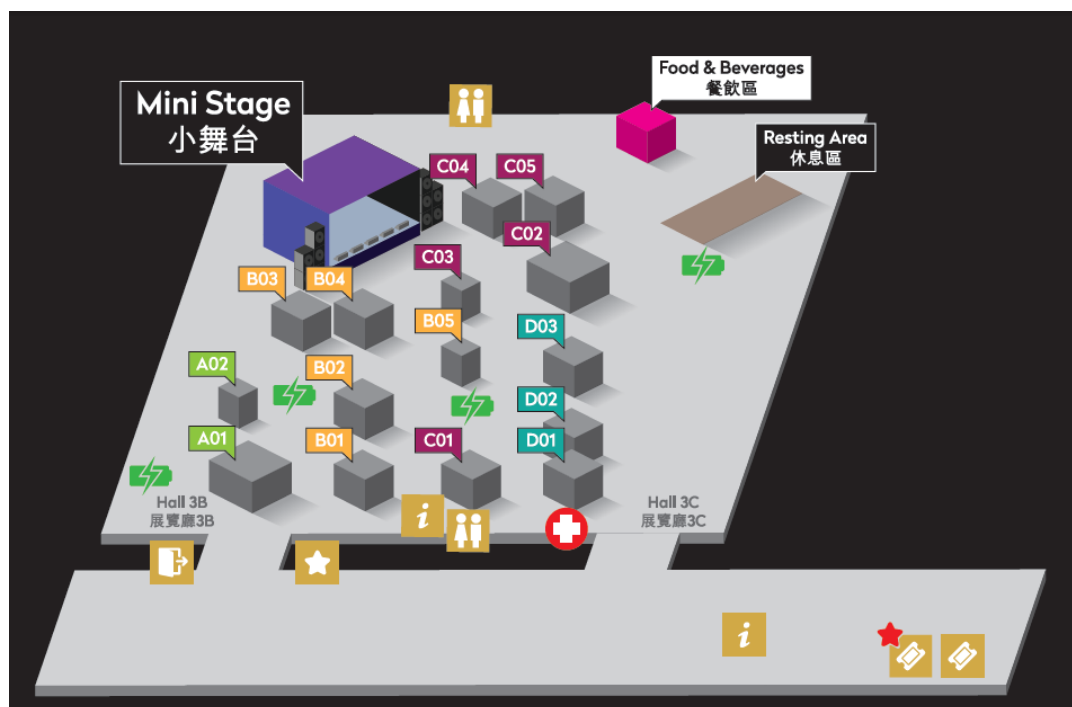 Food & Beverages
餐飲區
Mini Stage
小舞台
Resting Area
休息區
C04
C05
C02
C03
B03
B04
B05
D03
A02
B02
D02
A01
B01
C01
D01
Hall 3B
展覽廳3B
Hall 3C
展覽廳3C
i
i